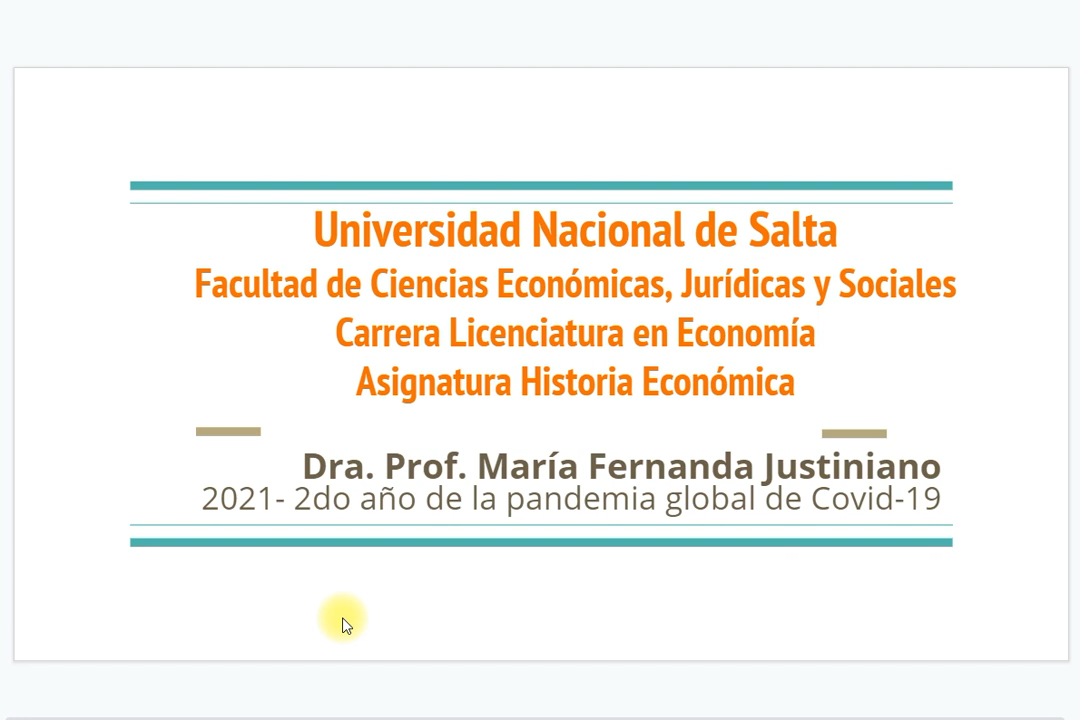 Universidad Nacional de Salta
Facultad de Ciencias Económicas, Jurídicas y Sociales
Carrera Licenciatura en Economía
Asignatura Historia Económica
Dra. Prof. María Fernanda Justiniano
2021- 2do año de la pandemia global de Covid-19